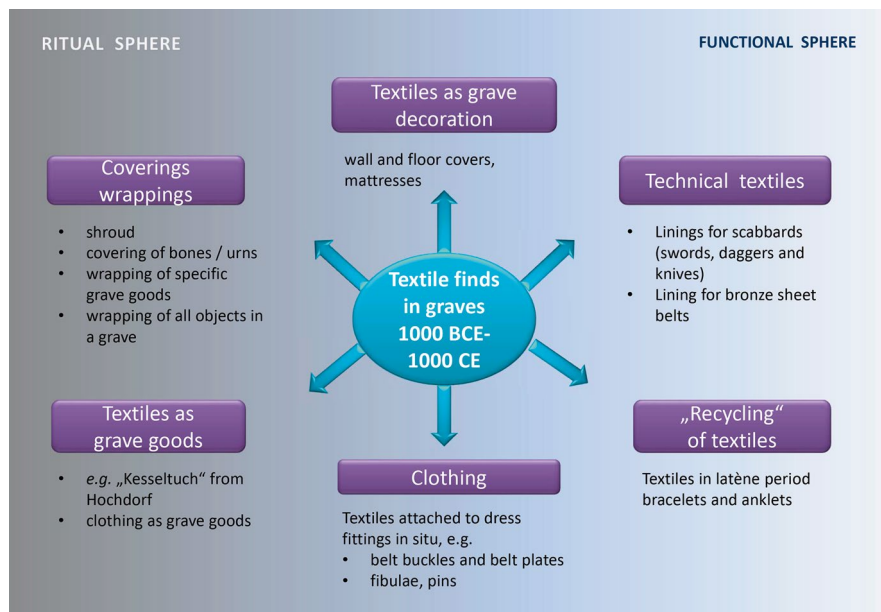 RITUAL SPHERE
FUNCTIONAL SPHERE
Textiles as grave
decoration
wall and floor covers,
mattresses
Coverings
wrappings
• shroud
• covering of bones / urns
• wrapping of specific
grave goods
• wrapping of all objects in
a grave
Technical textiles
• Linings for scabbards
(swords, daggers and
knives)
• Lining for bronze sheet
belts
Textile finds
in graves
1000 BCE-
1000 CE
Textiles as
grave goods
• e.g. „Kesseltuch“ from
Hochdorf
• clothing as grave goods
Clothing
Textiles attached to dress
fittings in situ, e.g.
• belt buckles and belt plates
• fibulae, pins
„Recycling“
of textiles
Textiles in latène period
bracelets and anklets